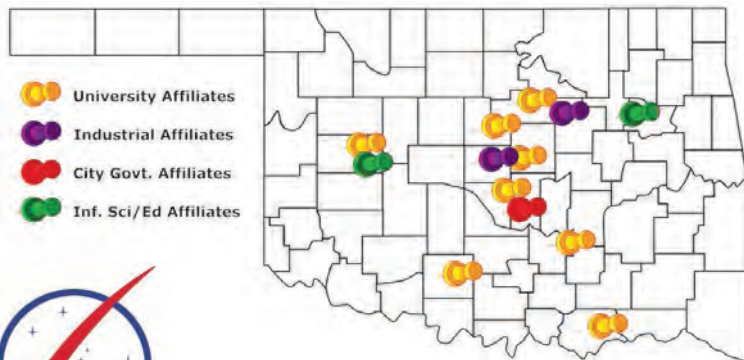 University Affiliates
Industrial Affiliates
City Govt. Affiliates
Inf. Sci/Ed Affiliates